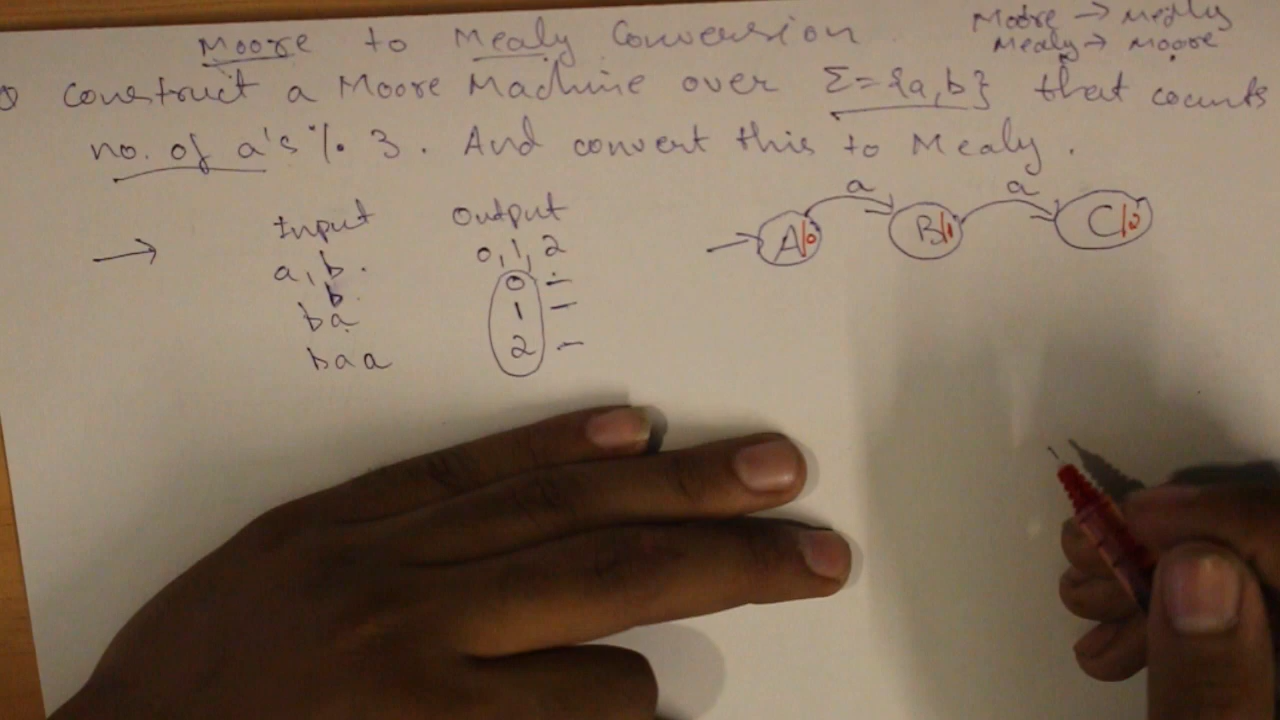 Moore to Mealy Conversion
Moore → Mealy
Mealy → Moore
Q Construct a Moore Machine over Σ={a,b} that counts
no. of a's % 3. And convert this to Mealy.
→ Input Output
a,b. 0,1,2
b. 0 –
ba 1 –
baa 2 –
a a
→ A/0 B/1 C/2